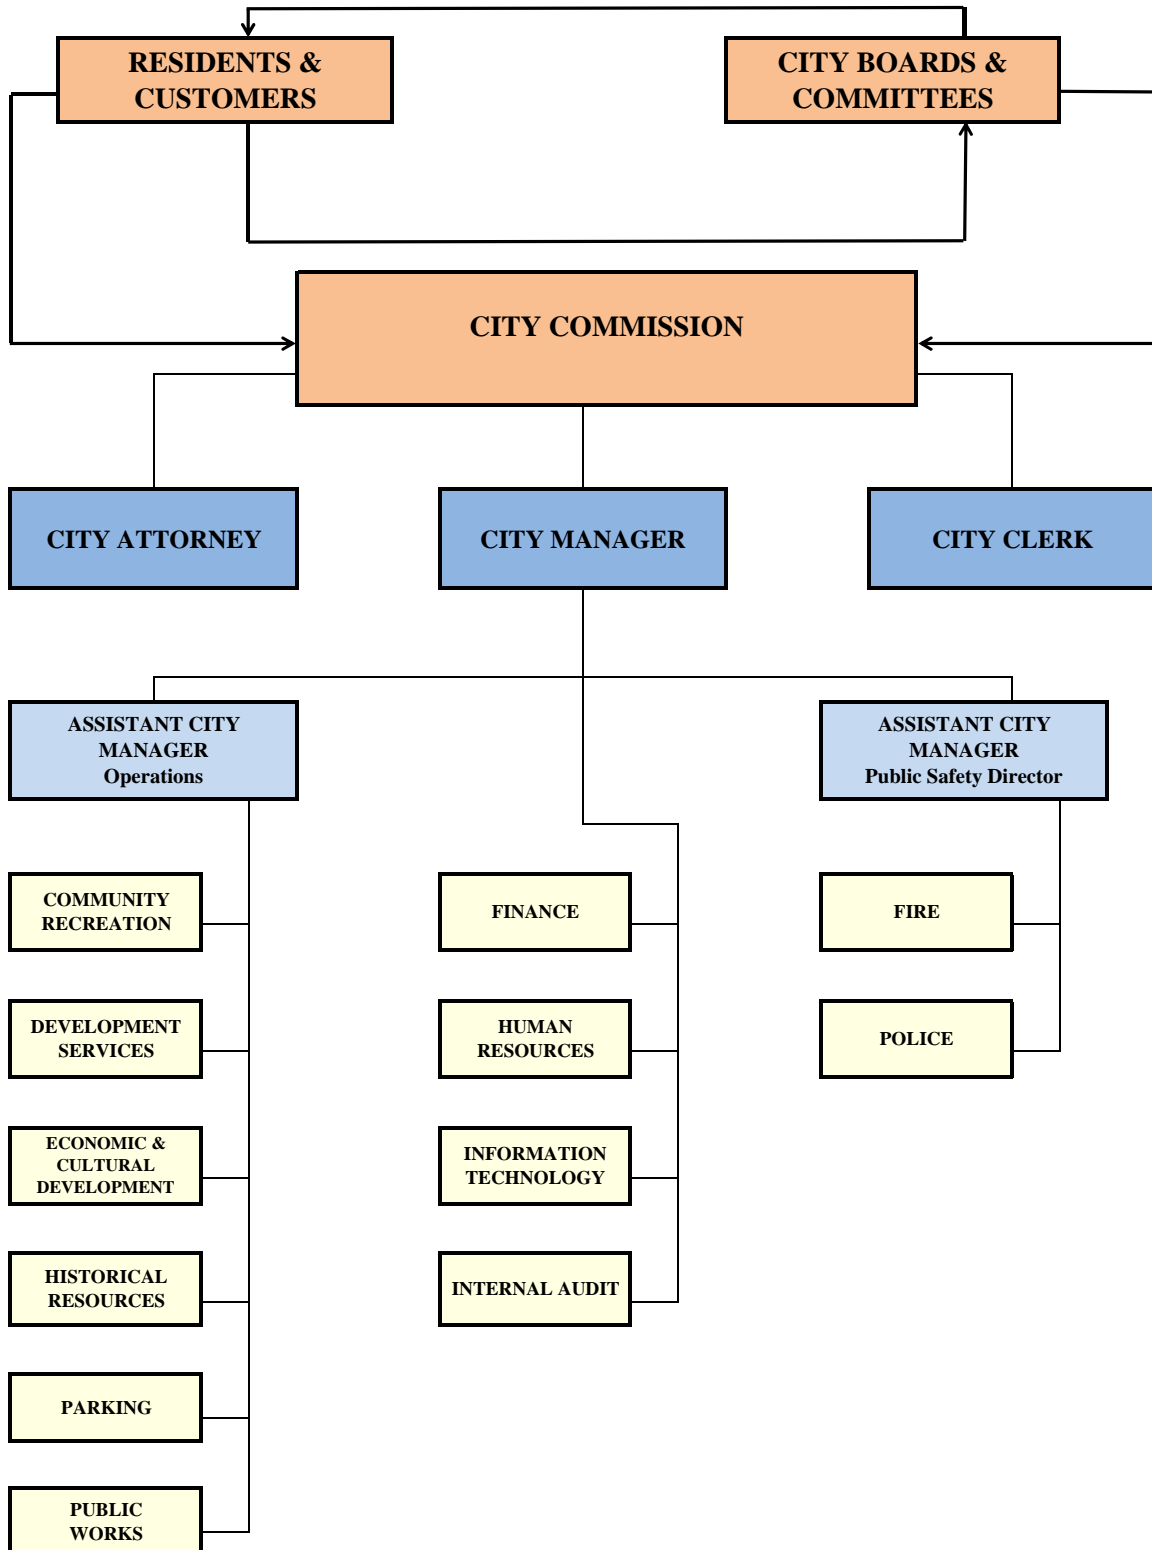 RESIDENTS &
CUSTOMERS
CITY BOARDS &
COMMITTEES
CITY COMMISSION
CITY ATTORNEY
CITY MANAGER
CITY CLERK
ASSISTANT CITY
MANAGER
Operations
ASSISTANT CITY
MANAGER
Public Safety Director
COMMUNITY
RECREATION
FINANCE
FIRE
DEVELOPMENT
SERVICES
HUMAN
RESOURCES
POLICE
ECONOMIC &
CULTURAL
DEVELOPMENT
INFORMATION
TECHNOLOGY
HISTORICAL
RESOURCES
INTERNAL AUDIT
PARKING
PUBLIC
WORKS